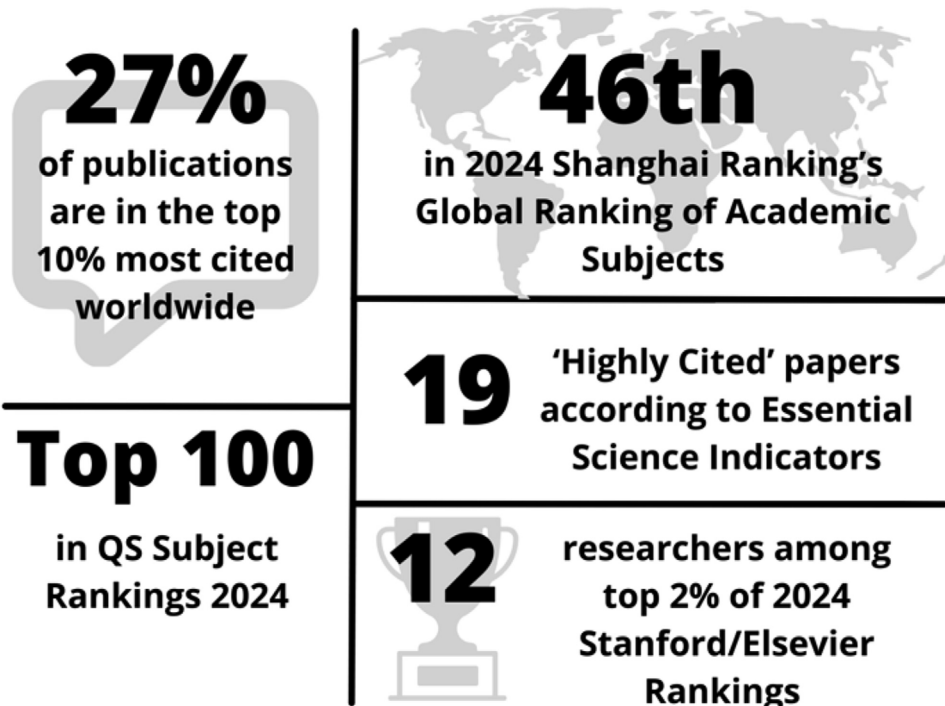 27%
of publications
are in the top
10% most cited
worldwide
Top 100
in QS Subject
Rankings 2024
46th
in 2024 Shanghai Ranking’s
Global Ranking of Academic
Subjects
19
‘Highly Cited’ papers
according to Essential
Science Indicators
12
researchers among
top 2% of 2024
Stanford/Elsevier
Rankings